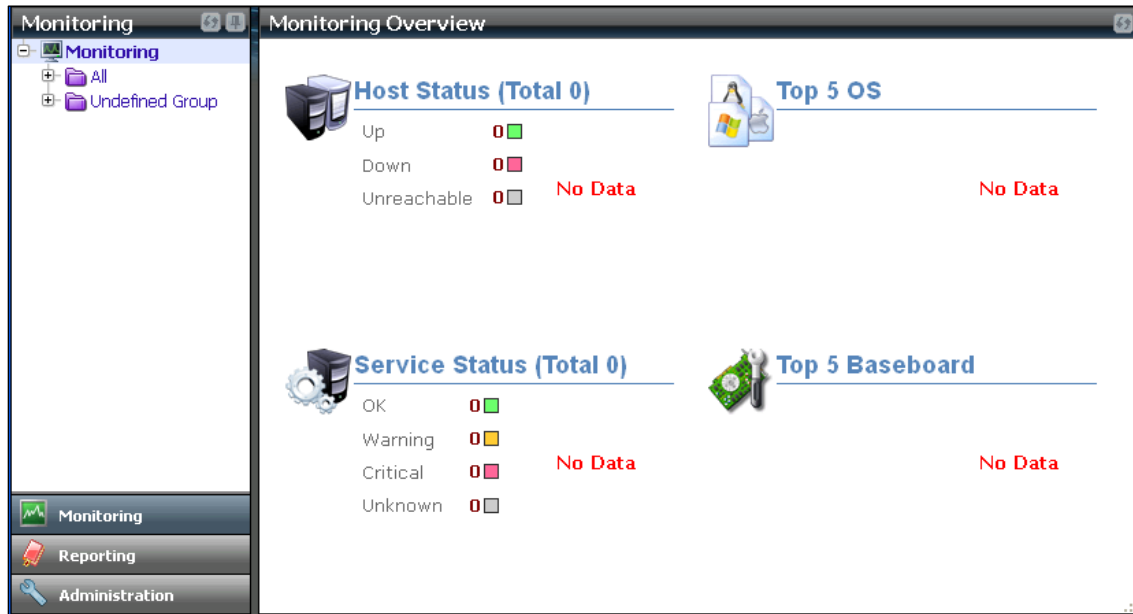 Monitoring
Monitoring
All
Undefined Group
Monitoring
Reporting
Administration
Monitoring Overview
Host Status (Total 0)
Up 0
Down 0
Unreachable 0
No Data
Top 5 OS
No Data
Service Status (Total 0)
OK 0
Warning 0
Critical 0
Unknown 0
No Data
Top 5 Baseboard
No Data